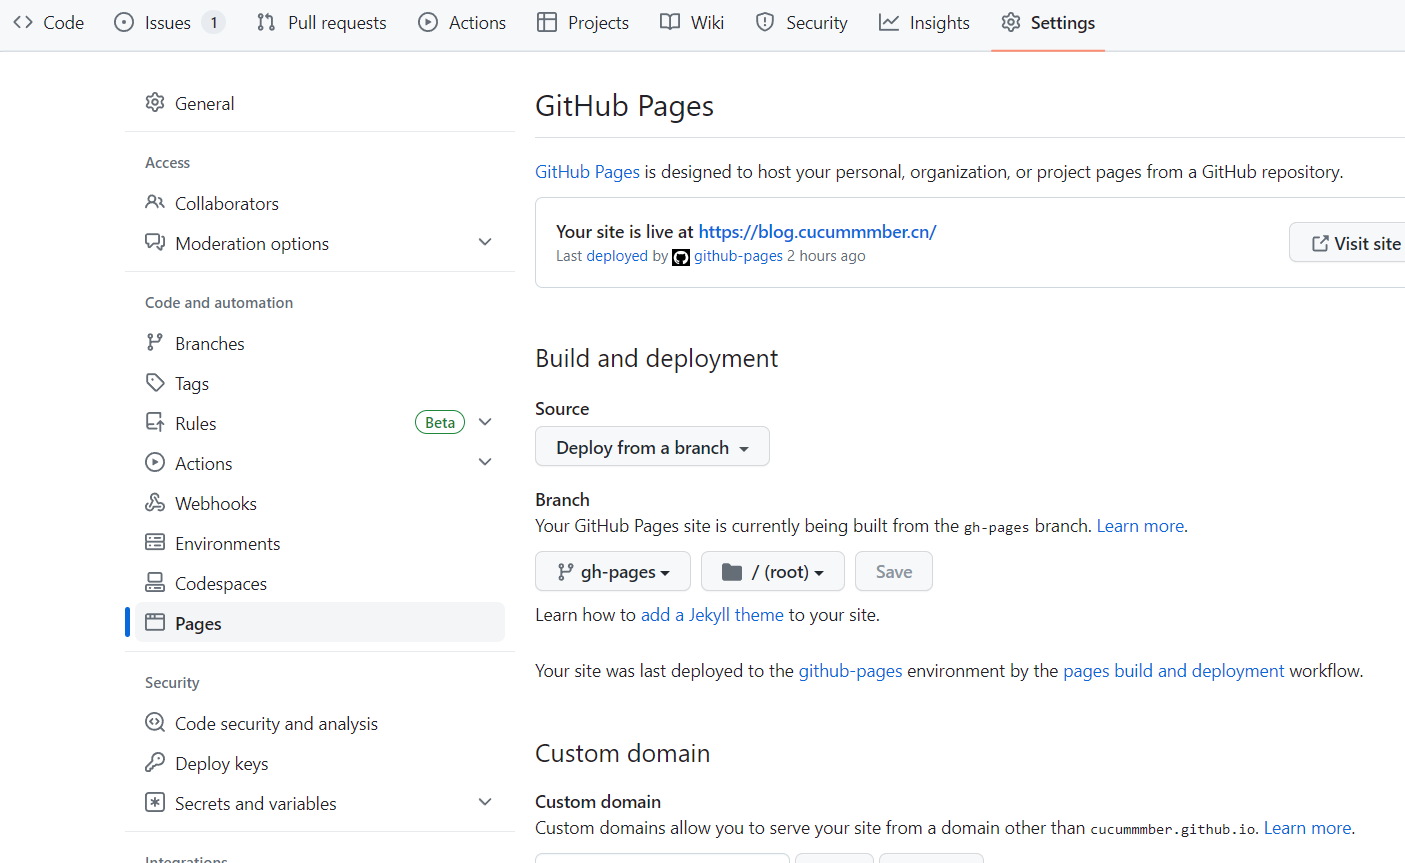 Code Issues 1 Pull requests Actions Projects Wiki Security Insights Settings
General
Access
Collaborators
Moderation options
Code and automation
Branches
Tags
Rules Beta
Actions
Webhooks
Environments
Codespaces
Pages
Security
Code security and analysis
Deploy keys
Secrets and variables
Integrations
GitHub Pages
GitHub Pages is designed to host your personal, organization, or project pages from a GitHub repository.
Your site is live at https://blog.cucummmber.cn/
Last deployed by github-pages 2 hours ago
Visit site
Build and deployment
Source
Deploy from a branch
Branch
Your GitHub Pages site is currently being built from the gh-pages branch. Learn more.
gh-pages / (root) Save
Learn how to add a Jekyll theme to your site.
Your site was last deployed to the github-pages environment by the pages build and deployment workflow.
Custom domain
Custom domain
Custom domains allow you to serve your site from a domain other than cucummmber.github.io. Learn more.